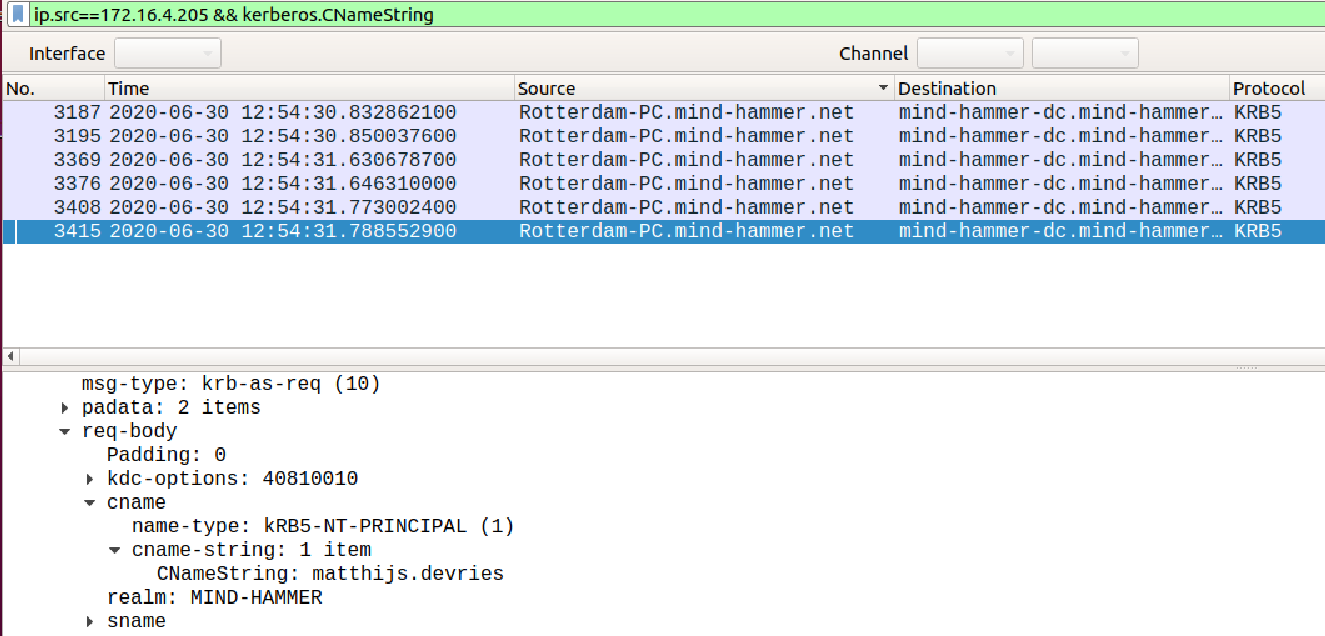 ip.src==172.16.4.205 && kerberos.CNameString
Interface Channel
No. Time Source Destination Protocol
3187 2020-06-30 12:54:30.832862100 Rotterdam-PC.mind-hammer.net mind-hammer-dc.mind-hammer… KRB5
3195 2020-06-30 12:54:30.850037600 Rotterdam-PC.mind-hammer.net mind-hammer-dc.mind-hammer… KRB5
3369 2020-06-30 12:54:31.630678700 Rotterdam-PC.mind-hammer.net mind-hammer-dc.mind-hammer… KRB5
3376 2020-06-30 12:54:31.646310000 Rotterdam-PC.mind-hammer.net mind-hammer-dc.mind-hammer… KRB5
3408 2020-06-30 12:54:31.773002400 Rotterdam-PC.mind-hammer.net mind-hammer-dc.mind-hammer… KRB5
3415 2020-06-30 12:54:31.788552900 Rotterdam-PC.mind-hammer.net mind-hammer-dc.mind-hammer… KRB5
msg-type: krb-as-req (10)
padata: 2 items
req-body
Padding: 0
kdc-options: 40810010
cname
name-type: kRB5-NT-PRINCIPAL (1)
cname-string: 1 item
CNameString: matthijs.devries
realm: MIND-HAMMER
sname